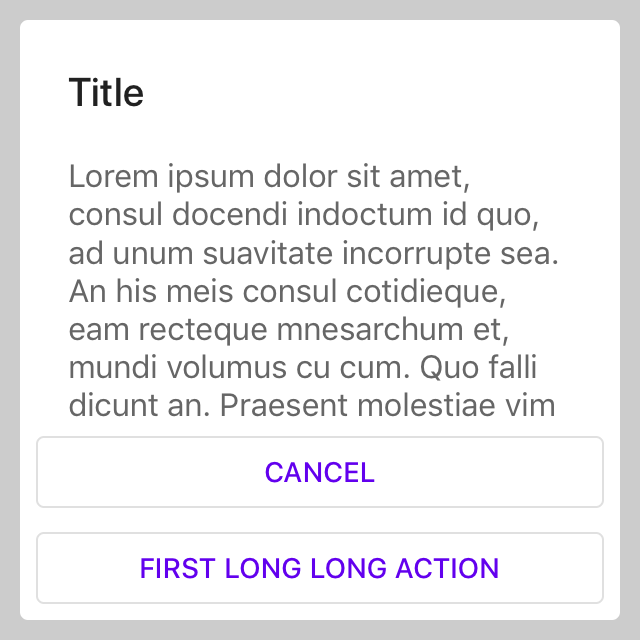 Title
Lorem ipsum dolor sit amet,
consul docendi indoctum id quo,
ad unum suavitate incorrupte sea.
An his meis consul cotidieque,
eam recteque mnesarchum et,
mundi volumus cu cum. Quo falli
dicunt an. Praesent molestiae vim
CANCEL
FIRST LONG LONG ACTION